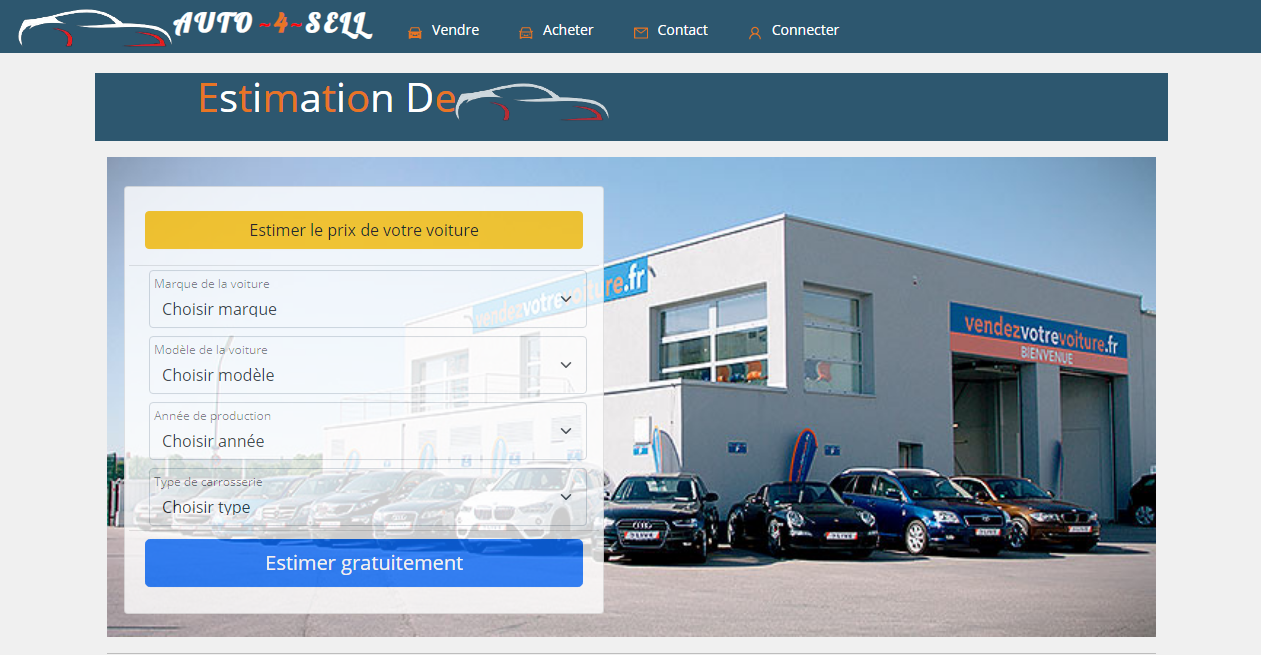 AUTO ~4~ SELL
Vendre
Acheter
Contact
Connecter
Estimation De
Estimer le prix de votre voiture
Marque de la voiture
Choisir marque
Modèle de la voiture
Choisir modèle
Année de production
Choisir année
Type de carrosserie
Choisir type
Estimer gratuitement
vendezvotrevoiture.fr
vendezvotrevoiture.fr
BIENVENUE